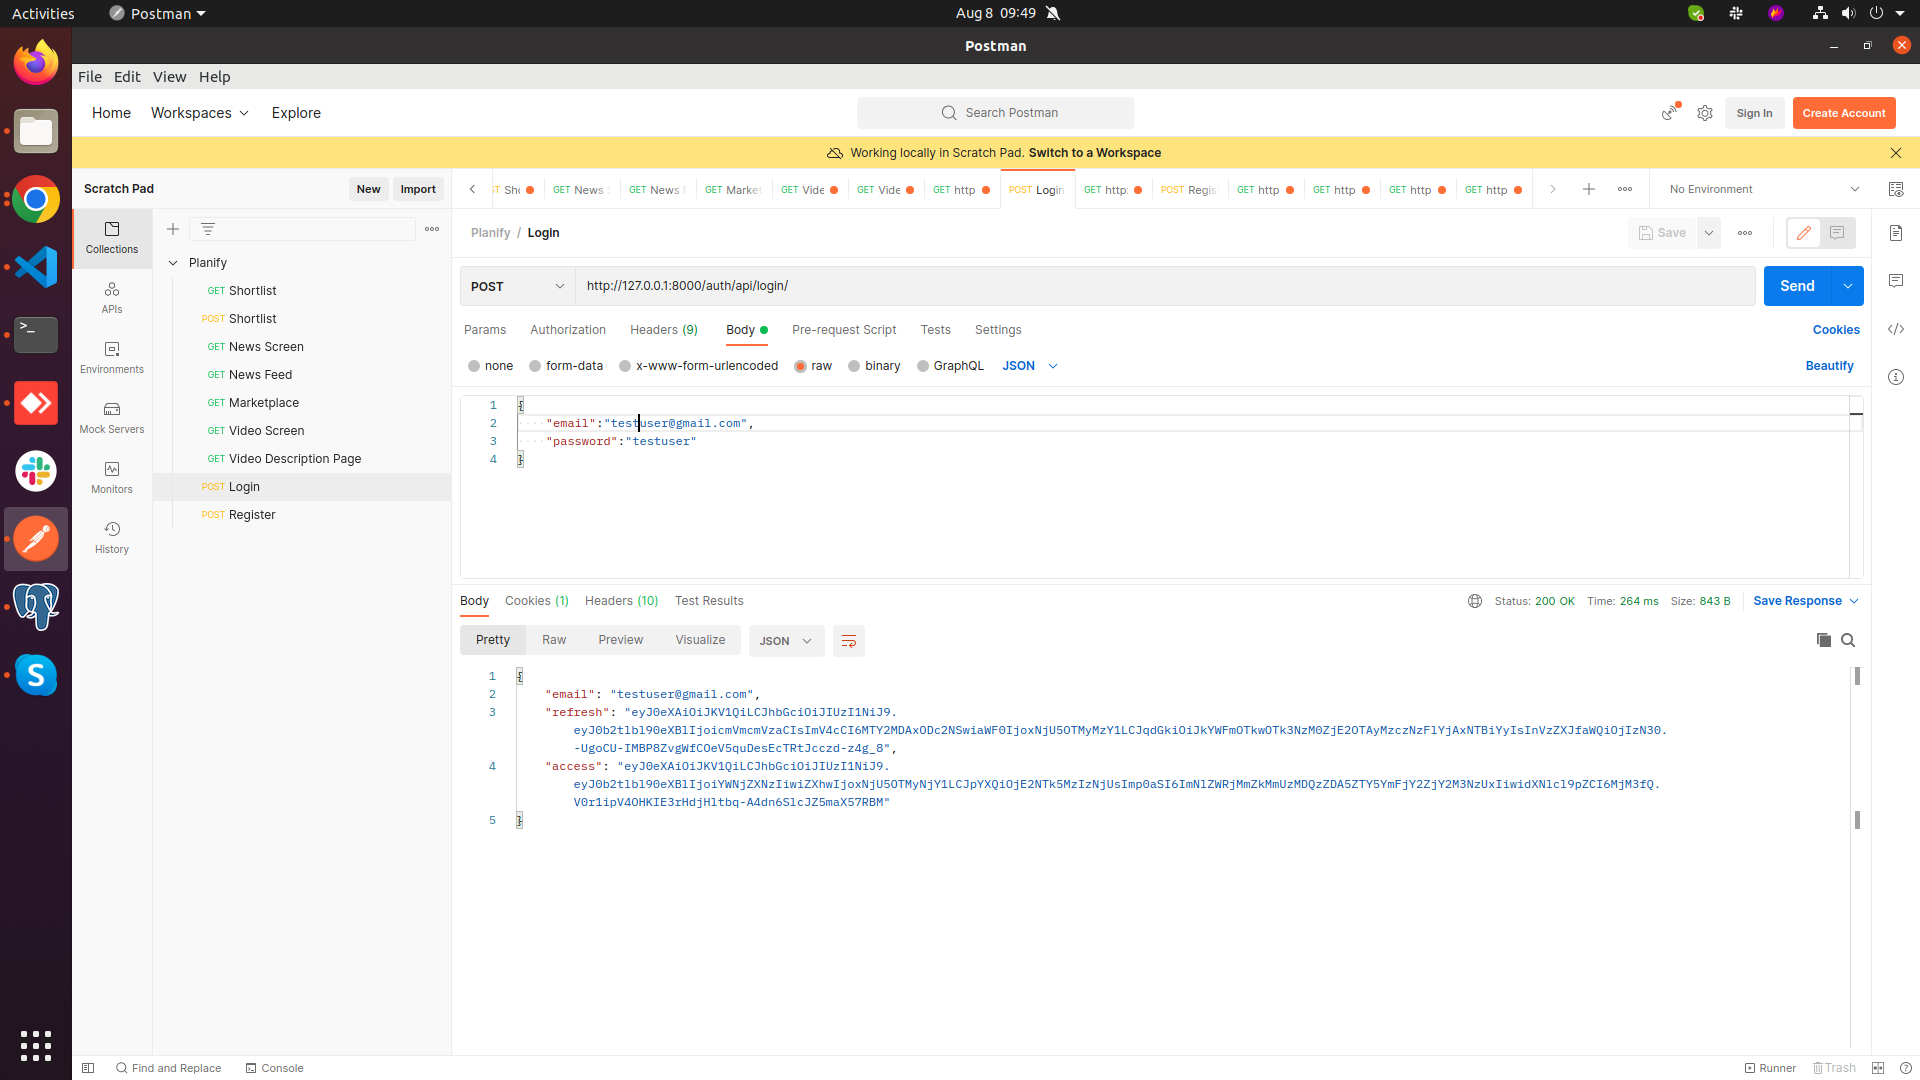 Activities
Postman
Aug 8 09:49
Postman
File Edit View Help
Home Workspaces Explore
Search Postman
Sign In
Create Account
Working locally in Scratch Pad. Switch to a Workspace
Scratch Pad
New
Import
GET News
GET News
GET Market
GET Vide
GET Vide
GET http
POST Login
GET http:
POST Regis
GET http
GET http
GET http
GET http
No Environment
Collections
APIs
Environments
Mock Servers
Monitors
History
Planify
GET Shortlist
POST Shortlist
GET News Screen
GET News Feed
GET Marketplace
GET Video Screen
GET Video Description Page
POST Login
POST Register
Planify / Login
Save
POST
http://127.0.0.1:8000/auth/api/login/
Send
Params Authorization Headers (9) Body Pre-request Script Tests Settings
Cookies
none form-data x-www-form-urlencoded raw binary GraphQL JSON
Beautify
1 {
2 "email":"testuser@gmail.com",
3 "password":"testuser"
4 }
Body Cookies (1) Headers (10) Test Results
Status: 200 OK Time: 264 ms Size: 843 B
Save Response
Pretty Raw Preview Visualize JSON
1 {
2 "email": "testuser@gmail.com",
3 "refresh": "eyJ0eXAiOiJKV1QiLCJhbGciOiJIUzI1NiJ9.
4 "access": "eyJ0eXAiOiJKV1QiLCJhbGciOiJIUzI1NiJ9.
5 }
Find and Replace
Console
Runner
Trash